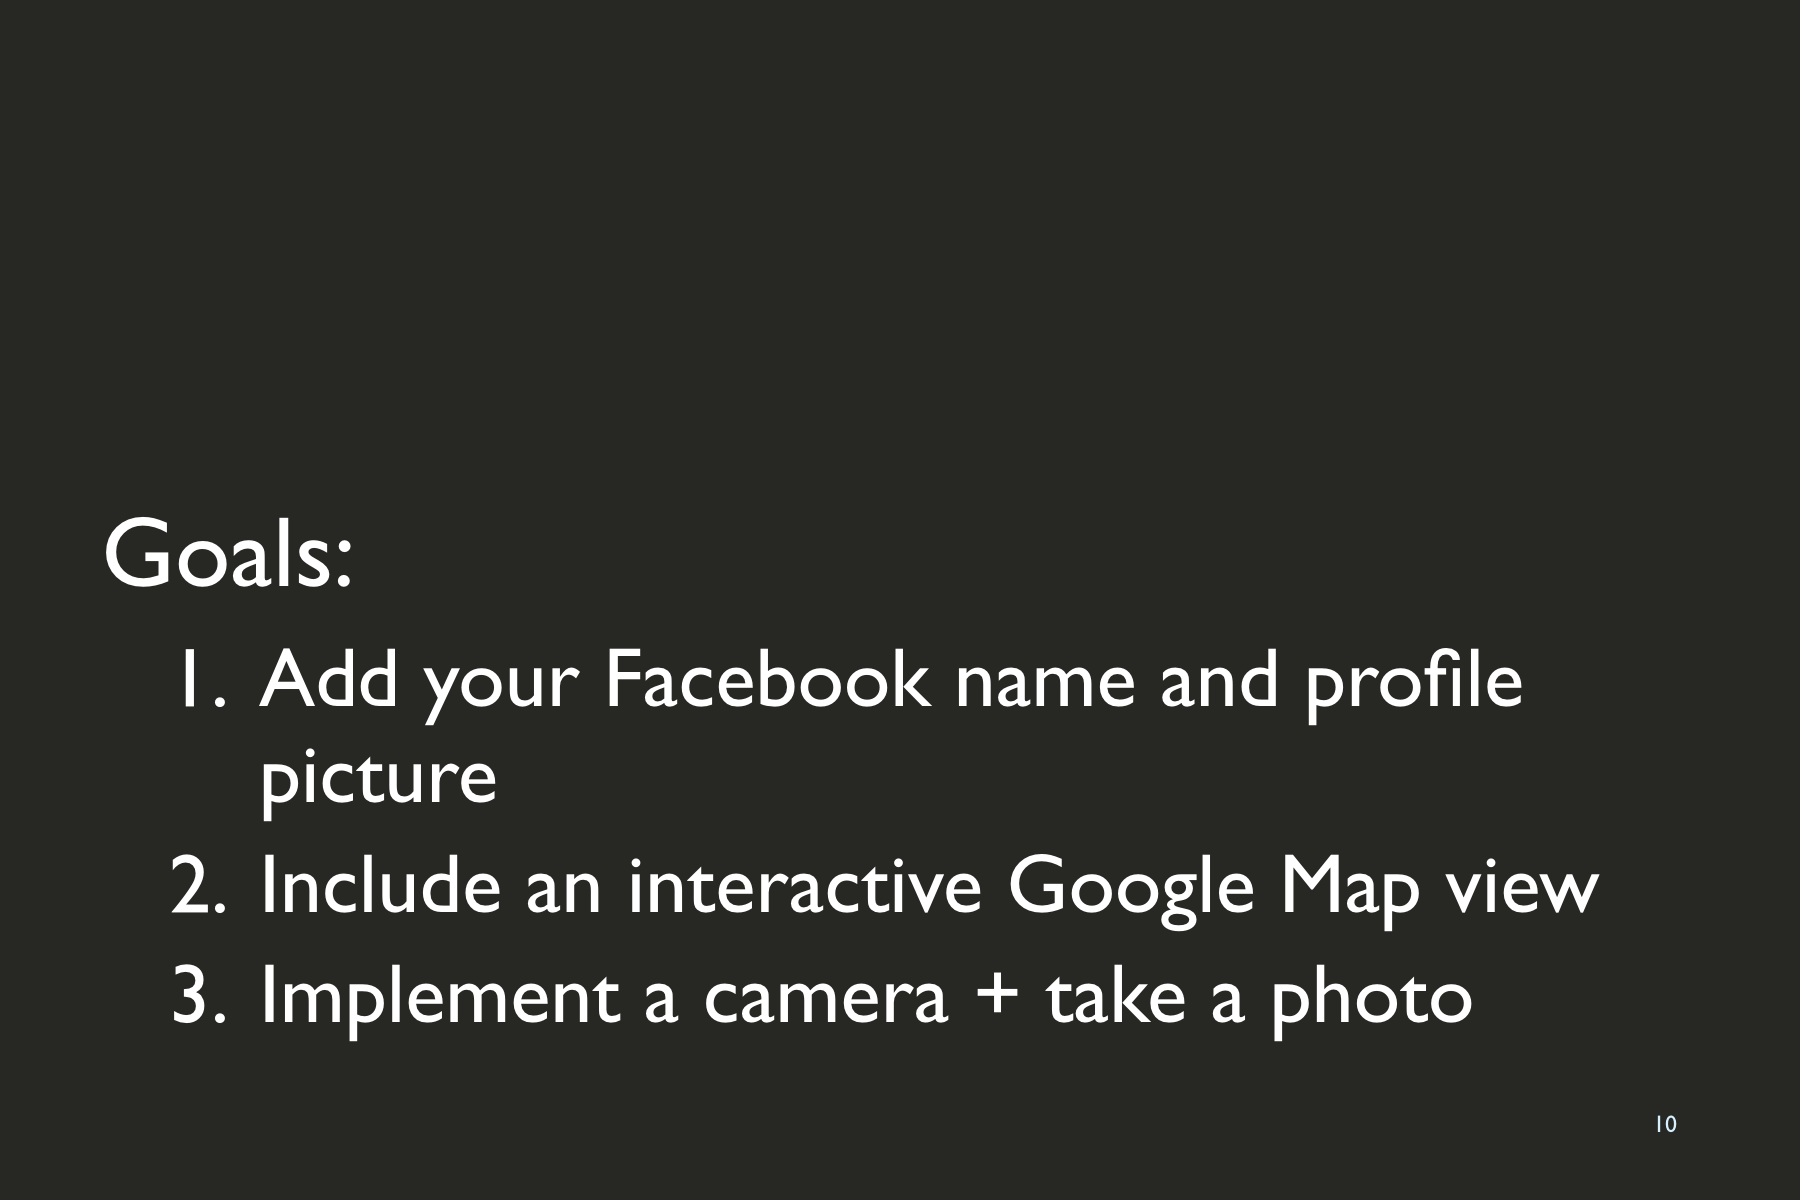 Goals:
1. Add your Facebook name and profile
picture
2. Include an interactive Google Map view
3. Implement a camera + take a photo
10